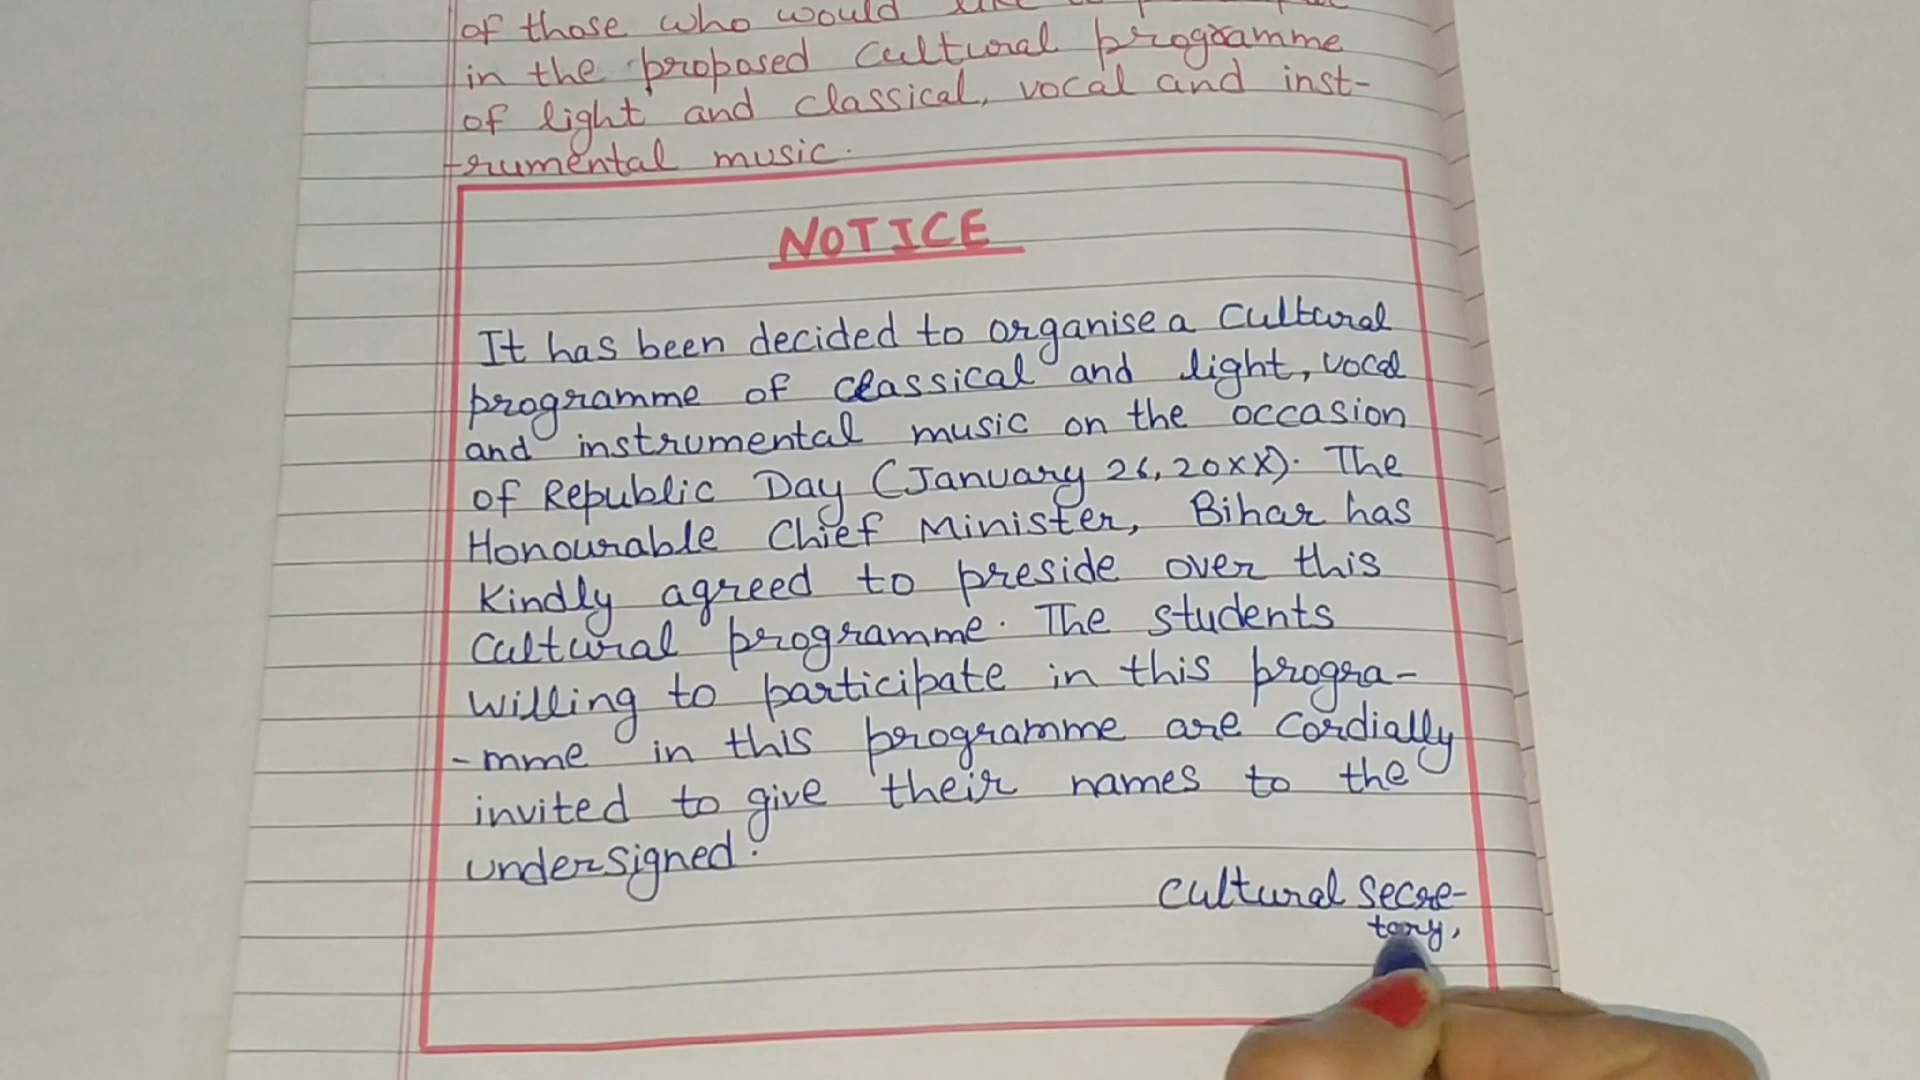 of those who would
in the proposed Cultural programme
of light and classical, vocal and inst-
-rumental music.
NOTICE
It has been decided to organise a Cultural
programme of classical and light, vocal
and instrumental music on the occasion
of Republic Day (January 26, 20XX). The
Honourable Chief Minister, Bihar has
kindly agreed to preside over this
Cultural programme. The students
willing to participate in this progra-
-mme in this programme are cordially
invited to give their names to the
undersigned.
Cultural Secre-
tary,